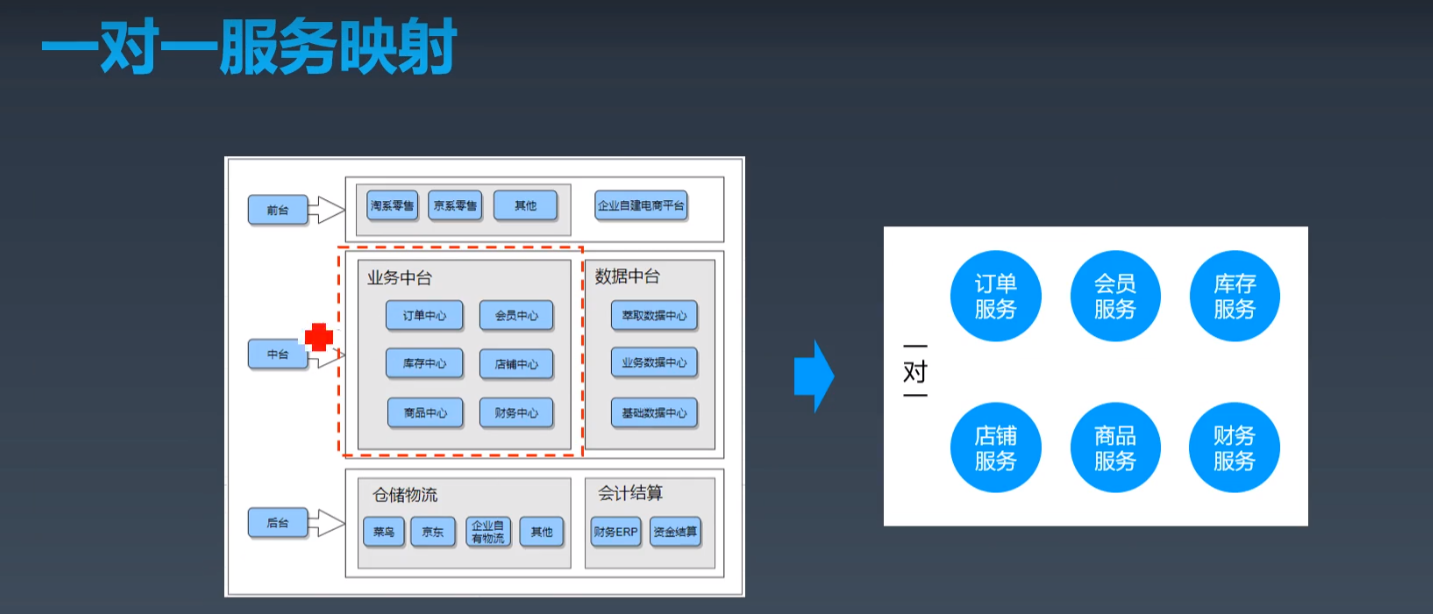 一对一服务映射
前台
淘系零售
京系零售
其他
企业自建电商平台
中台
业务中台
订单中心
会员中心
库存中心
店铺中心
商品中心
财务中心
数据中台
萃取数据中心
业务数据中心
基础数据中心
后台
仓储物流
菜鸟
京东
企业自
有物流
其他
会计结算
财务ERP
资金结算
一
对
一
订单
服务
会员
服务
库存
服务
店铺
服务
商品
服务
财务
服务